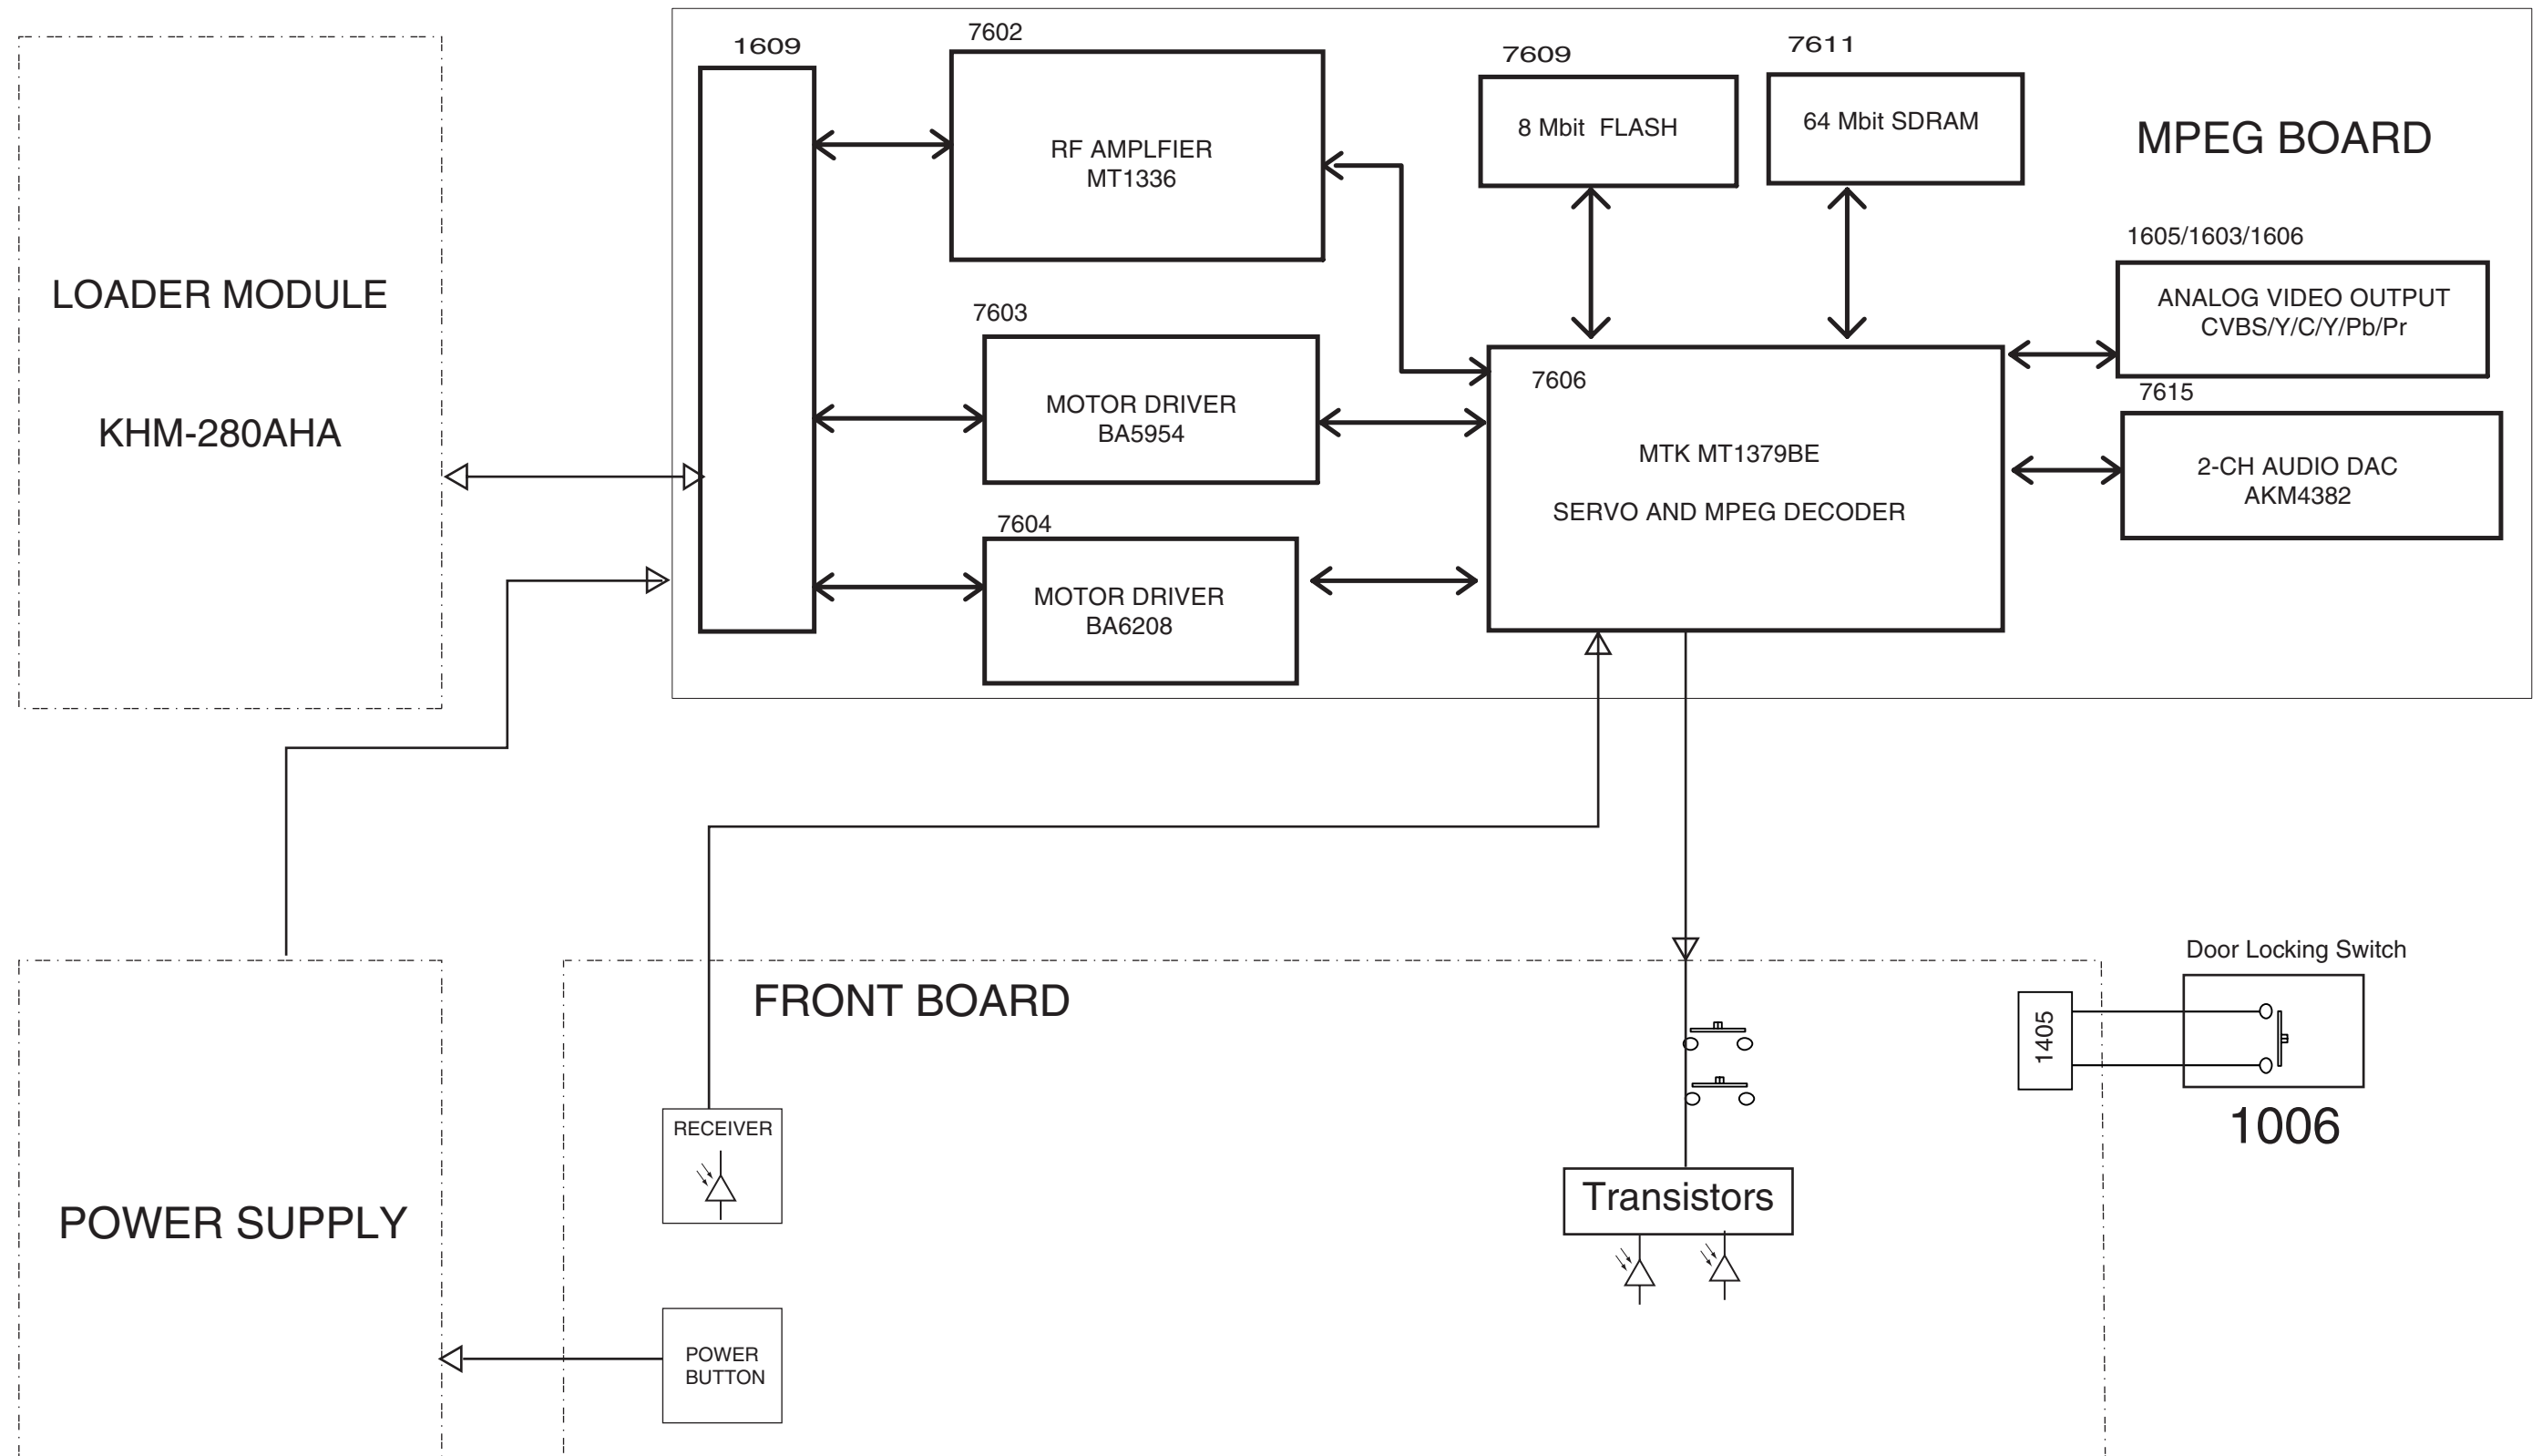 LOADER MODULE
KHM-280AHA
1609
7602
RF AMPLFIER
MT1336
7603
MOTOR DRIVER
BA5954
7604
MOTOR DRIVER
BA6208
7609
8 Mbit FLASH
7611
64 Mbit SDRAM
MPEG BOARD
7606
MTK MT1379BE
SERVO AND MPEG DECODER
1605/1603/1606
ANALOG VIDEO OUTPUT
CVBS/Y/C/Y/Pb/Pr
7615
2-CH AUDIO DAC
AKM4382
POWER SUPPLY
FRONT BOARD
RECEIVER
POWER
BUTTON
Transistors
1405
Door Locking Switch
1006